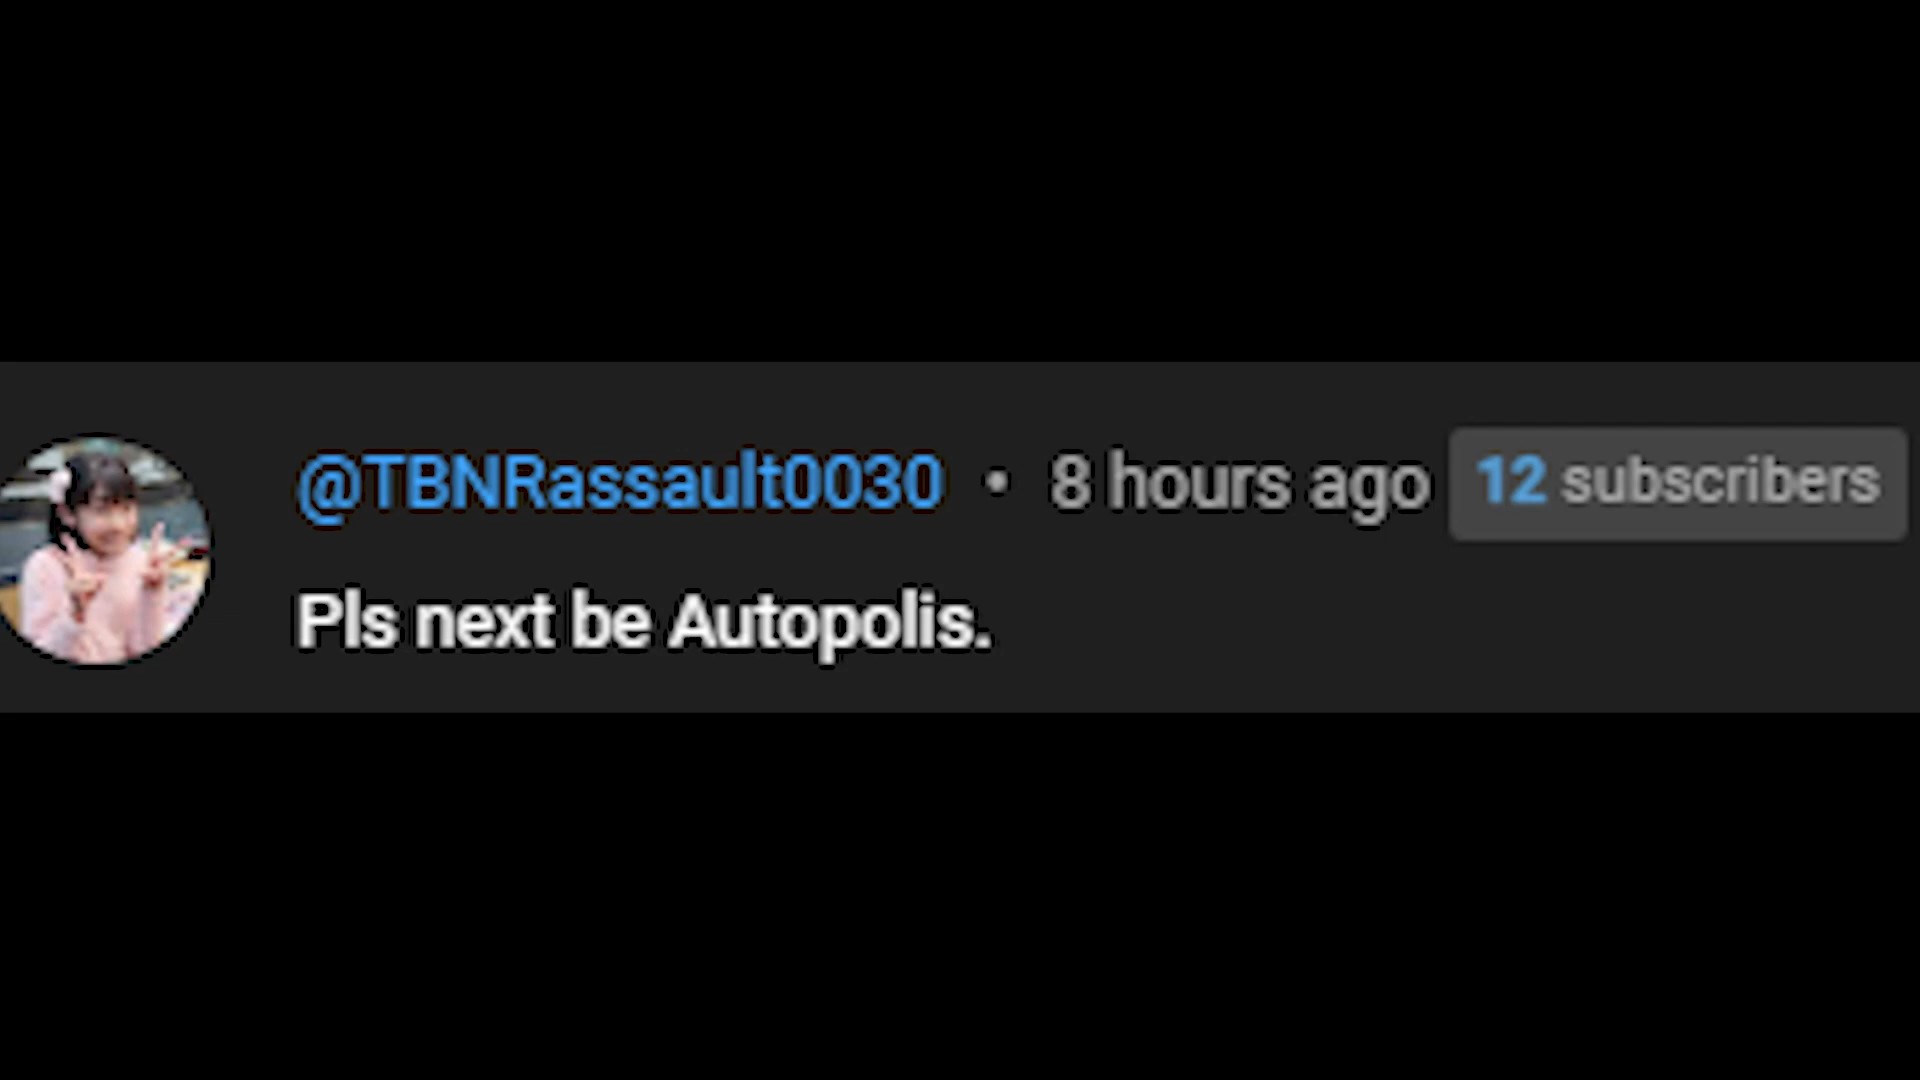 @TBNRassault0030 • 8 hours ago 12 subscribers
Pls next be Autopolis.